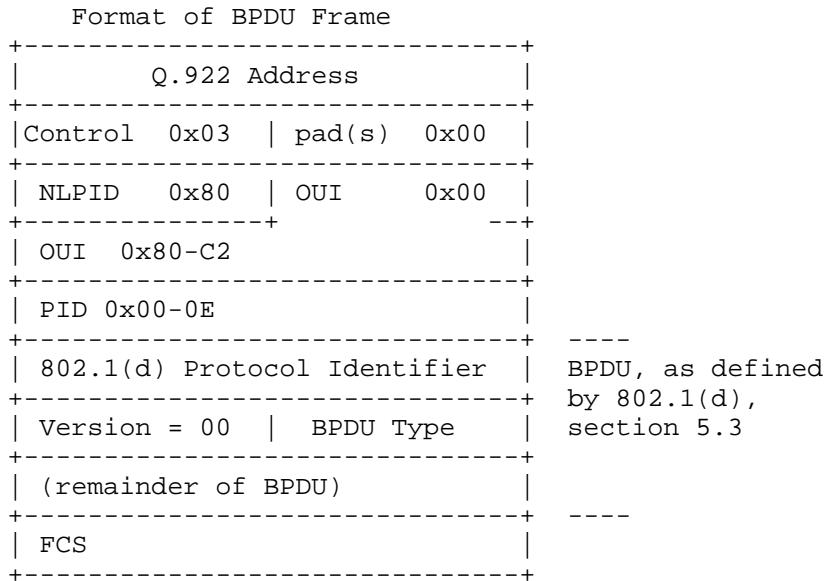 Format of BPDU Frame
+-------------------------------+
|        Q.922 Address          |
+-------------------------------+
|Control  0x03  | pad(s)  0x00  |
+-------------------------------+
| NLPID   0x80  | OUI     0x00  |
+---------------+             --+
| OUI  0x80-C2                  |
+-------------------------------+
| PID 0x00-0E                   |
+-------------------------------+  ----
| 802.1(d) Protocol Identifier  |  BPDU, as defined
+-------------------------------+  by 802.1(d),
| Version = 00  |  BPDU Type    |  section 5.3
+-------------------------------+
| (remainder of BPDU)           |
+-------------------------------+  ----
| FCS                           |
+-------------------------------+